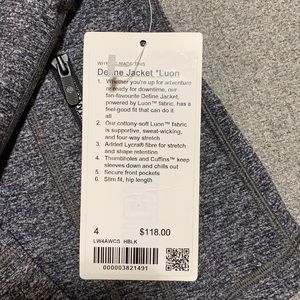 WHY WE MADE THIS
Define Jacket *Luon
1. Whether you're up for adventure
or ready for downtime, our
fan-favourite Define Jacket,
powered by Luon™ fabric, has a
feel-good fit that can do it
all
2. Our cottony-soft Luon™ fabric
is supportive, sweat-wicking,
and four-way stretch
3. Added Lycra® fibre for stretch
and shape retention
4. Thumbholes and Cuffins™ keep
sleeves down and chills out
5. Secure front pockets
6. Slim fit, hip length
4 $118.00
LW4AWCS HBLK
000003821491